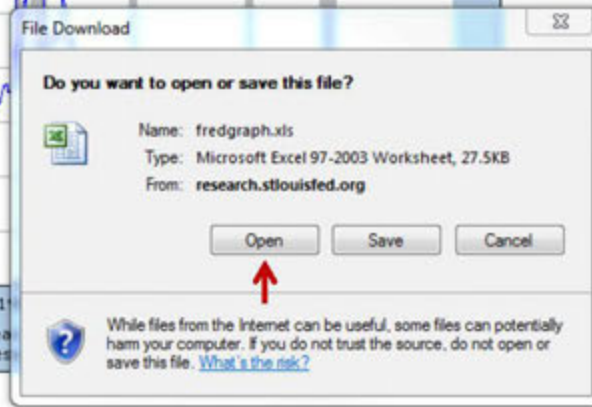 File Download
Do you want to open or save this file?
Name: fredgraph.xls
Type: Microsoft Excel 97-2003 Worksheet, 27.5KB
From: research.stlouisfed.org
Open Save Cancel
While files from the Internet can be useful, some files can potentially
harm your computer. If you do not trust the source, do not open or
save this file. What's the risk?